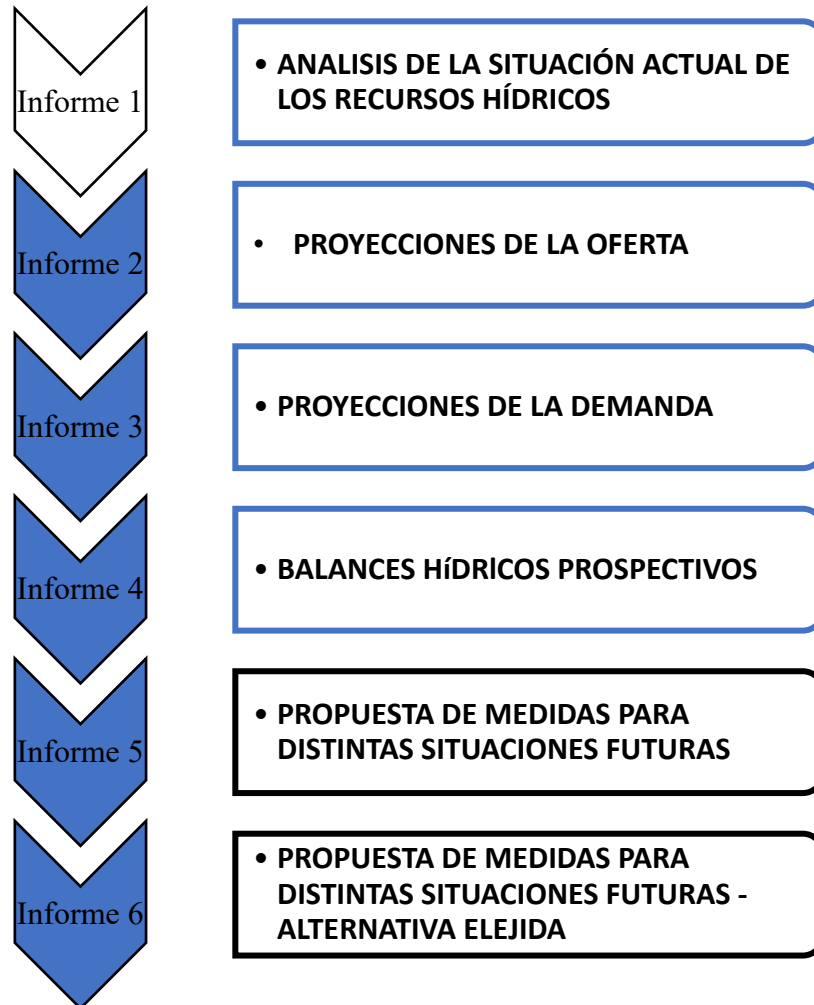 Informe 1
• ANALISIS DE LA SITUACIÓN ACTUAL DE
LOS RECURSOS HÍDRICOS
Informe 2
• PROYECCIONES DE LA OFERTA
Informe 3
• PROYECCIONES DE LA DEMANDA
Informe 4
• BALANCES HíDRICOS PROSPECTIVOS
Informe 5
• PROPUESTA DE MEDIDAS PARA
DISTINTAS SITUACIONES FUTURAS
Informe 6
• PROPUESTA DE MEDIDAS PARA
DISTINTAS SITUACIONES FUTURAS -
ALTERNATIVA ELEJIDA